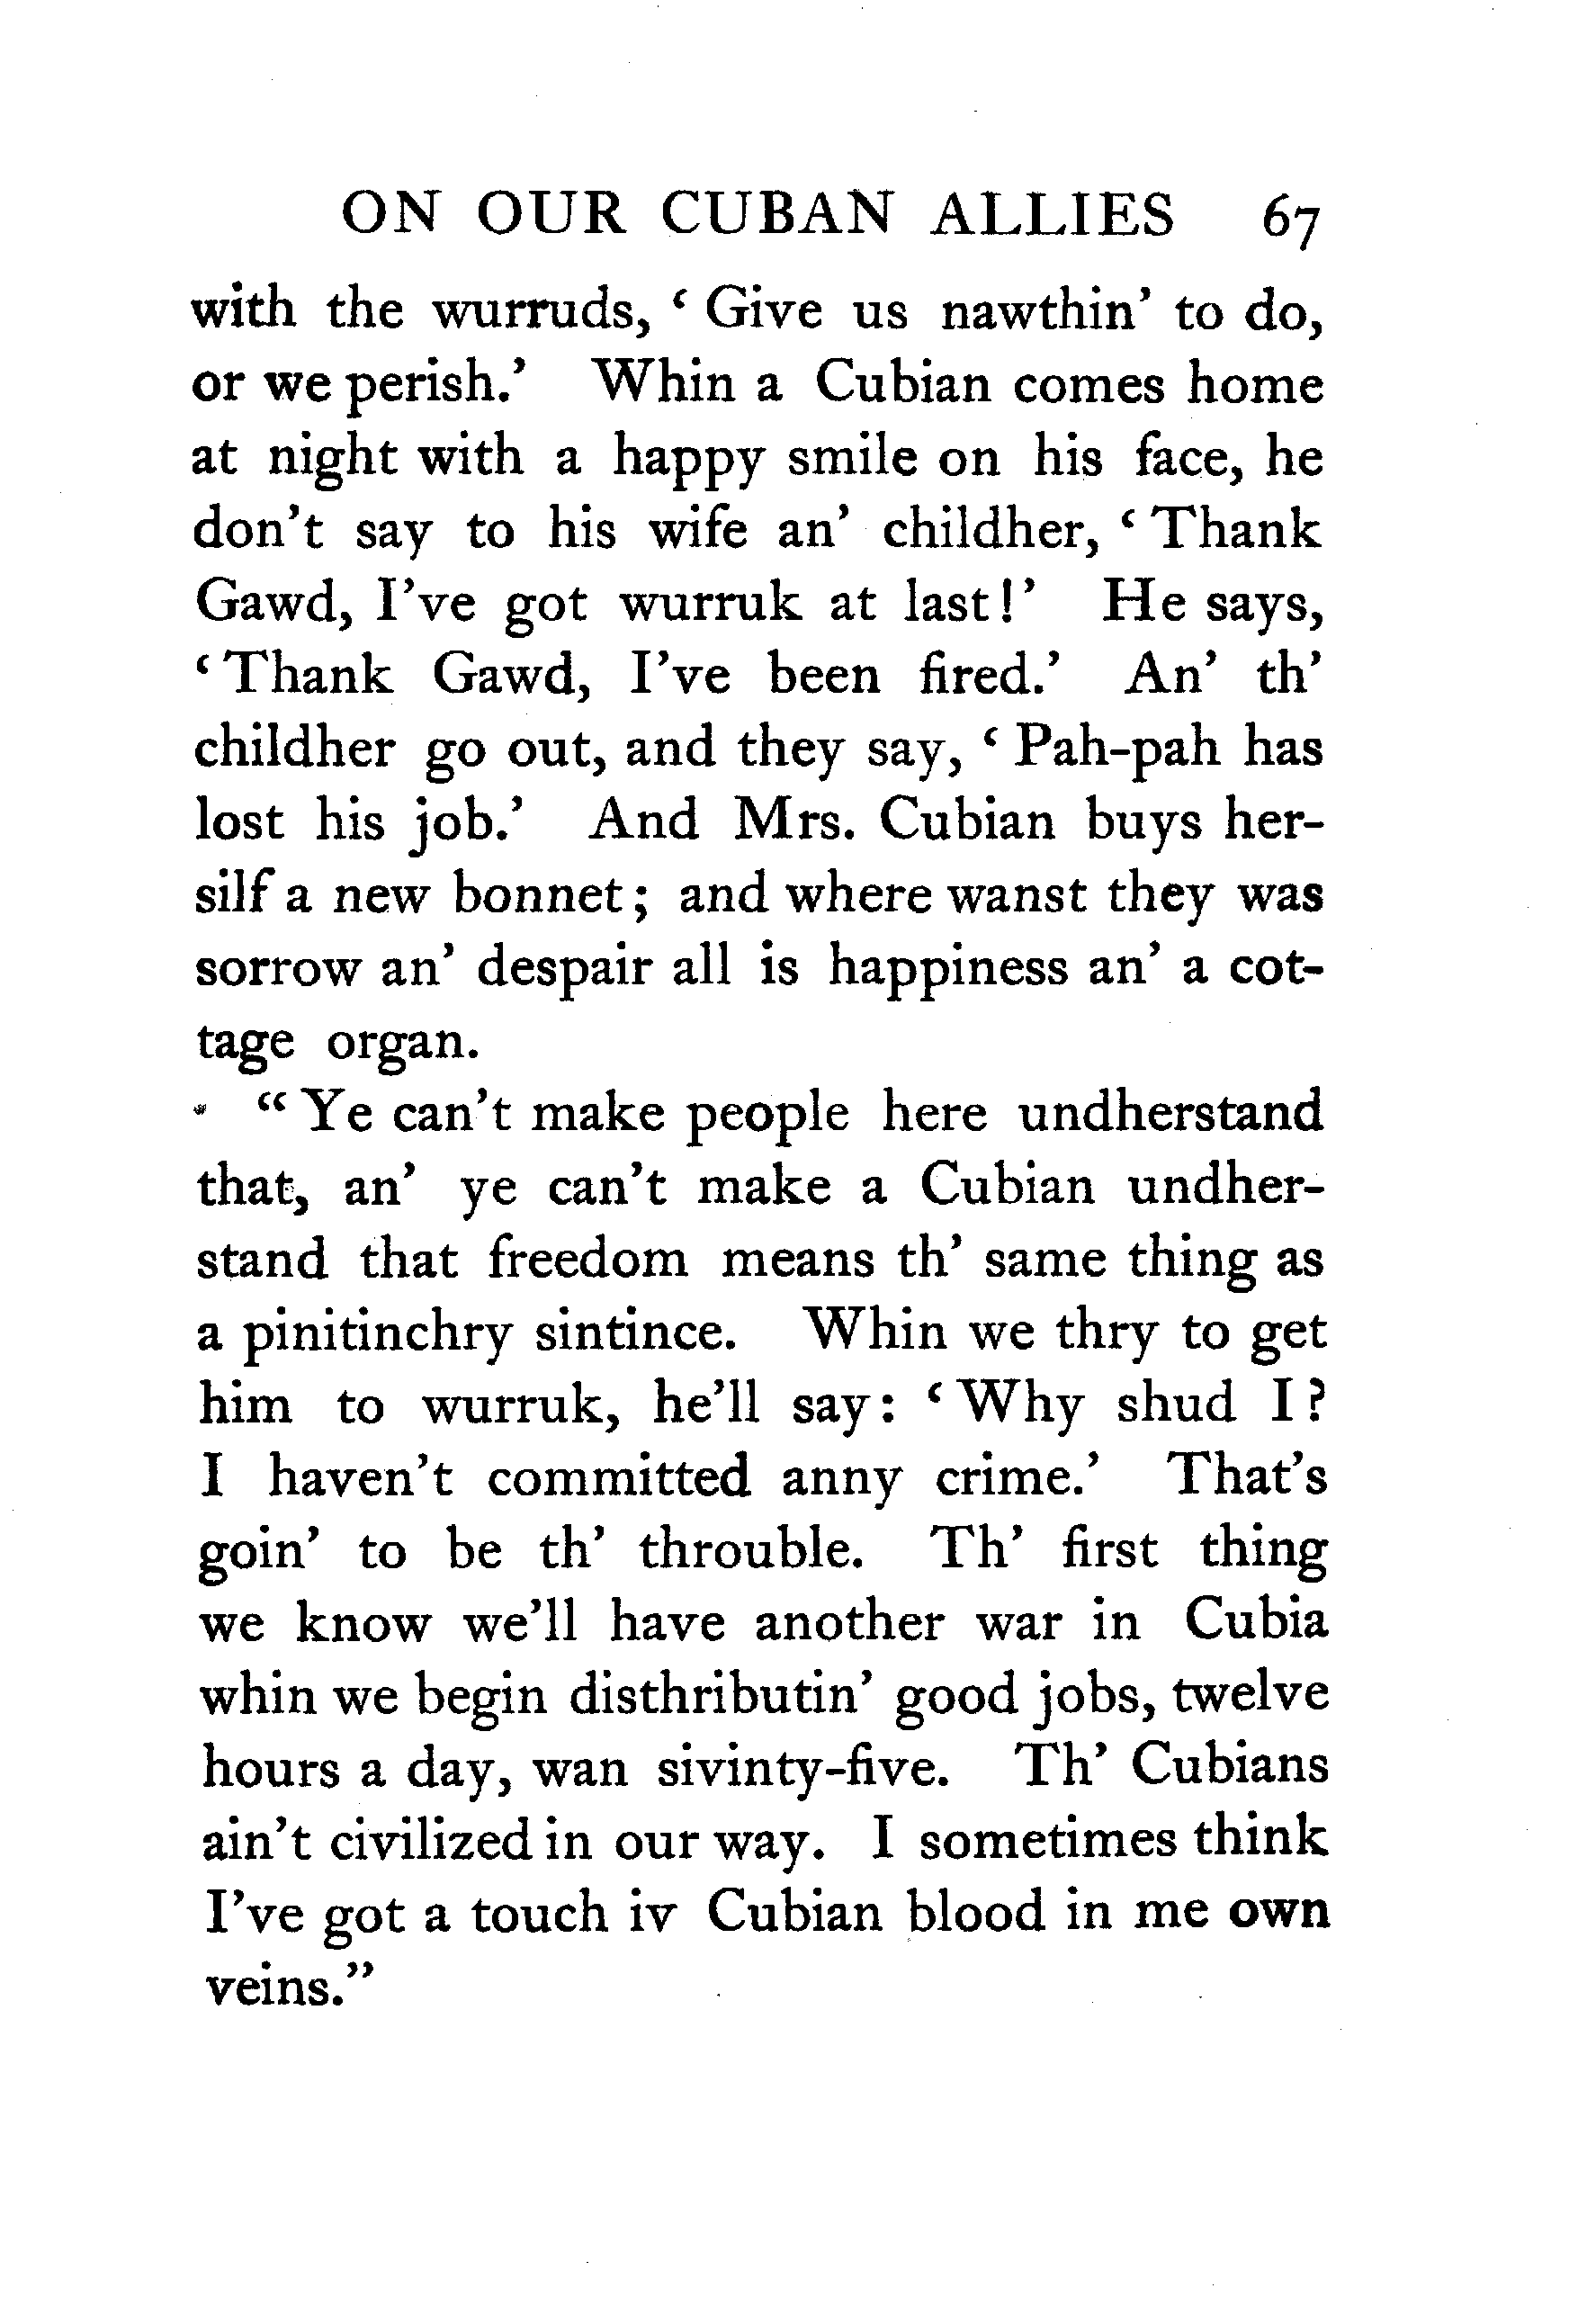 ON OUR CUBAN ALLIES 67
with the wurruds, ‘ Give us nawthin’ to do,
or we perish.’ Whin a Cubian comes home
at night with a happy smile on his face, he
don’t say to his wife an’ childher, ‘ Thank
Gawd, I’ve got wurruk at last!’ He says,
‘ Thank Gawd, I’ve been fired.’ An’ th’
childher go out, and they say, ‘ Pah-pah has
lost his job.’ And Mrs. Cubian buys her-
silf a new bonnet; and where wanst they was
sorrow an’ despair all is happiness an’ a cot-
tage organ.
“ Ye can’t make people here undherstand
that, an’ ye can’t make a Cubian undher-
stand that freedom means th’ same thing as
a pinitinchry sintince. Whin we thry to get
him to wurruk, he’ll say: ‘ Why shud I?
I haven’t committed anny crime.’ That’s
goin’ to be th’ throuble. Th’ first thing
we know we’ll have another war in Cubia
whin we begin disthributin’ good jobs, twelve
hours a day, wan sivinty-five. Th’ Cubians
ain’t civilized in our way. I sometimes think
I’ve got a touch iv Cubian blood in me own
veins.”